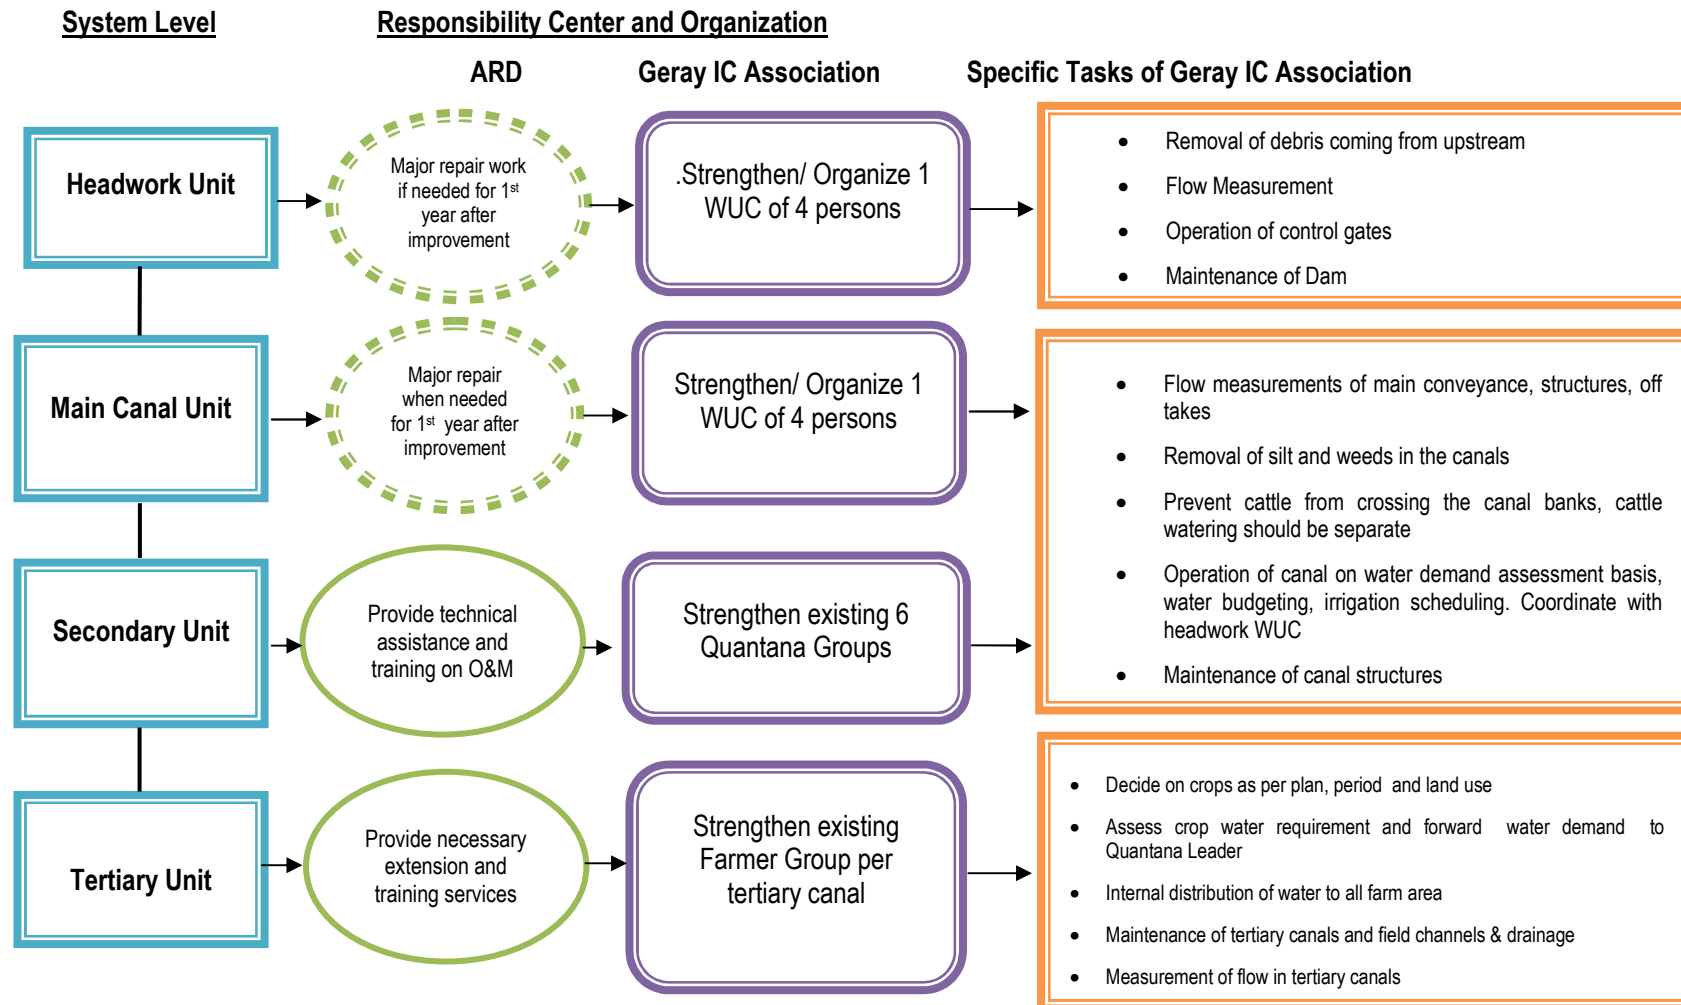 System Level
Responsibility Center and Organization
ARD
Geray IC Association
Specific Tasks of Geray IC Association
Headwork Unit
Major repair work
if needed for 1st
year after
improvement
.Strengthen/ Organize 1
WUC of 4 persons
• Removal of debris coming from upstream
• Flow Measurement
• Operation of control gates
• Maintenance of Dam
Main Canal Unit
Major repair
when needed
for 1st year after
improvement
Strengthen/ Organize 1
WUC of 4 persons
• Flow measurements of main conveyance, structures, off
takes
• Removal of silt and weeds in the canals
• Prevent cattle from crossing the canal banks, cattle
watering should be separate
• Operation of canal on water demand assessment basis,
water budgeting, irrigation scheduling. Coordinate with
headwork WUC
• Maintenance of canal structures
Secondary Unit
Provide technical
assistance and
training on O&M
Strengthen existing 6
Quantana Groups
Tertiary Unit
Provide necessary
extension and
training services
Strengthen existing
Farmer Group per
tertiary canal
• Decide on crops as per plan, period and land use
• Assess crop water requirement and forward water demand to
Quantana Leader
• Internal distribution of water to all farm area
• Maintenance of tertiary canals and field channels & drainage
• Measurement of flow in tertiary canals